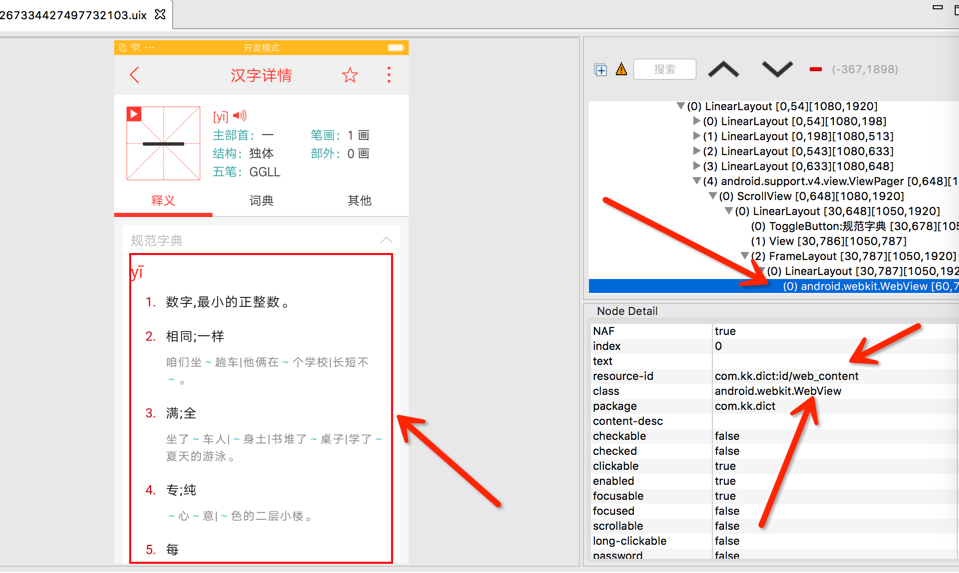 267334427497732103.uix
开发模式
汉字详情
[yī]
主部首: 一
笔画: 1 画
结构: 独体
部外: 0 画
五笔: GGLL
释义
词典
其他
规范字典
yī
1. 数字,最小的正整数。
2. 相同;一样
咱们坐～趟车|他俩在～个学校|长短不
～。
3. 满;全
坐了～车人|～身土|书堆了～桌子|学了～
夏天的游泳。
4. 专;纯
～心～意|～色的二层小楼。
5. 每
搜索
(-367,1898)
(0) LinearLayout [0,54][1080,1920]
(0) LinearLayout [0,54][1080,198]
(1) LinearLayout [0,198][1080,513]
(2) LinearLayout [0,543][1080,633]
(3) LinearLayout [0,633][1080,648]
(4) android.support.v4.view.ViewPager [0,648][1
(0) ScrollView [0,648][1080,1920]
(0) LinearLayout [30,648][1050,1920]
(0) ToggleButton:规范字典 [30,678][105
(1) View [30,786][1050,787]
(2) FrameLayout [30,787][1050,1920]
(0) LinearLayout [30,787][1050,192
(0) android.webkit.WebView [60,7
Node Detail
NAF true
index 0
text
resource-id com.kk.dict:id/web_content
class android.webkit.WebView
package com.kk.dict
content-desc
checkable false
checked false
clickable true
enabled true
focusable true
focused false
scrollable false
long-clickable false
password false